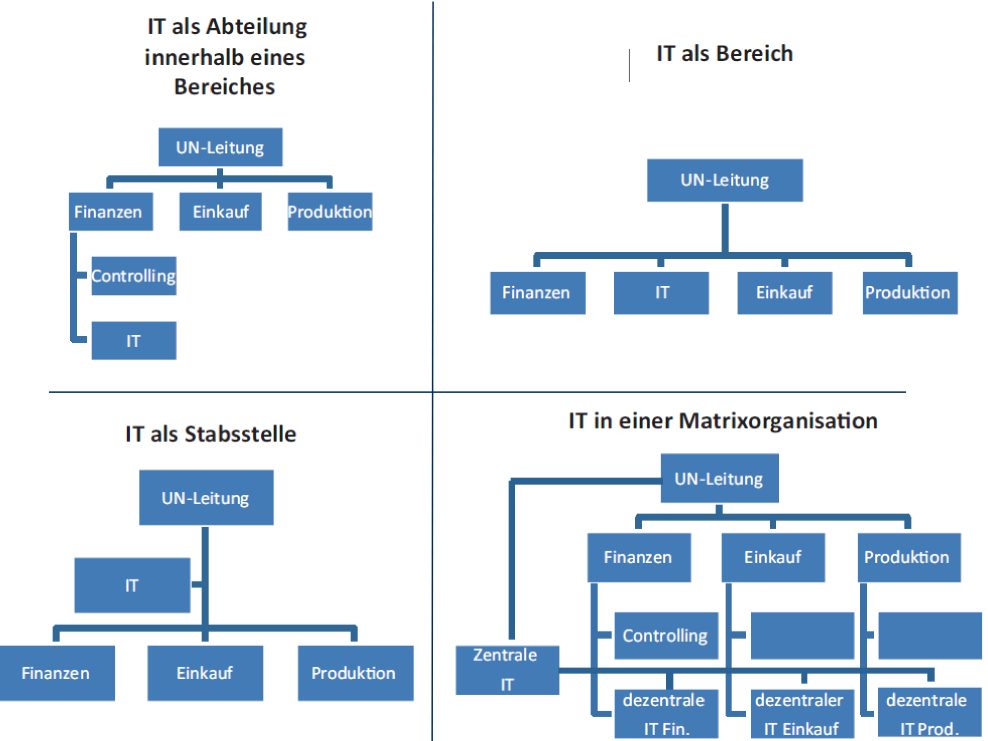 IT als Abteilung
innerhalb eines
Bereiches
UN-Leitung
Finanzen Einkauf Produktion
Controlling
IT
IT als Bereich
UN-Leitung
Finanzen IT Einkauf Produktion
IT als Stabsstelle
UN-Leitung
IT
Finanzen Einkauf Produktion
IT in einer Matrixorganisation
UN-Leitung
Finanzen Einkauf Produktion
Controlling
Zentrale
IT
dezentrale
IT Fin.
dezentraler
IT Einkauf
dezentrale
IT Prod.